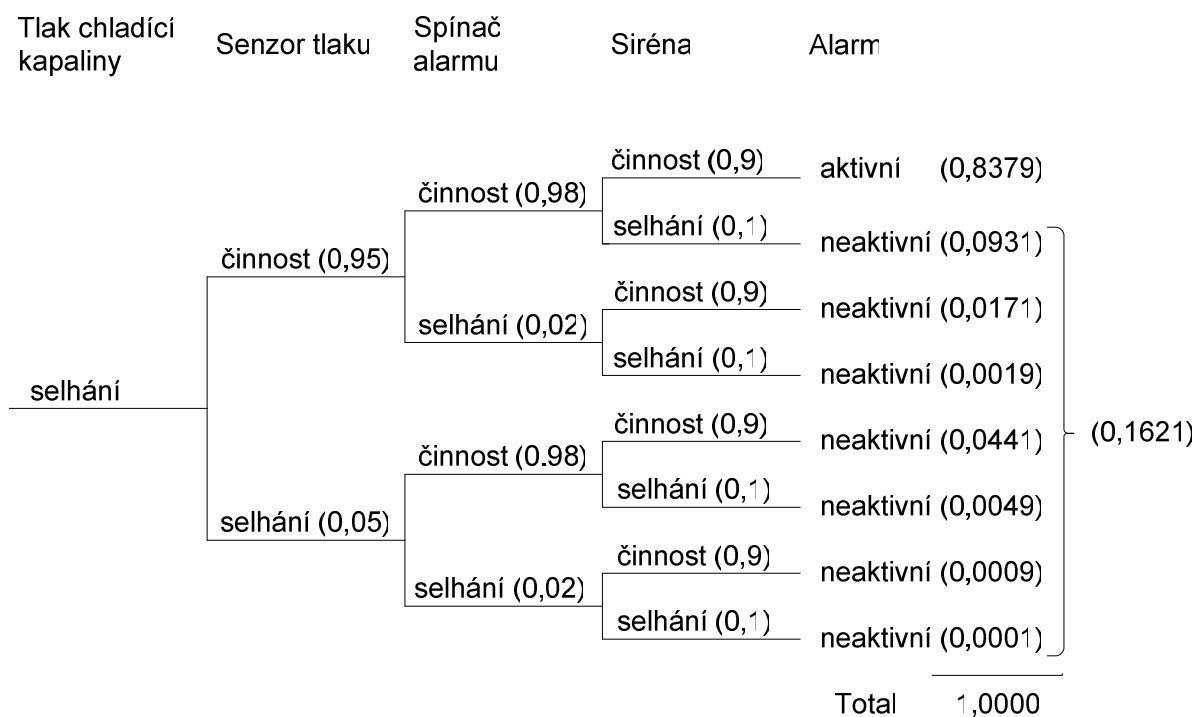 Tlak chladící
kapaliny
Senzor tlaku
Spínač
alarmu
Siréna
Alarm
činnost (0,9)
aktivní (0,8379)
činnost (0,98)
selhání (0,1)
neaktivní (0,0931)
činnost (0,95)
činnost (0,9)
neaktivní (0,0171)
selhání (0,02)
selhání (0,1)
neaktivní (0,0019)
selhání
činnost (0,9)
neaktivní (0,0441)
(0,1621)
činnost (0.98)
selhání (0,1)
neaktivní (0,0049)
selhání (0,05)
činnost (0,9)
neaktivní (0,0009)
selhání (0,02)
selhání (0,1)
neaktivní (0,0001)
Total 1,0000